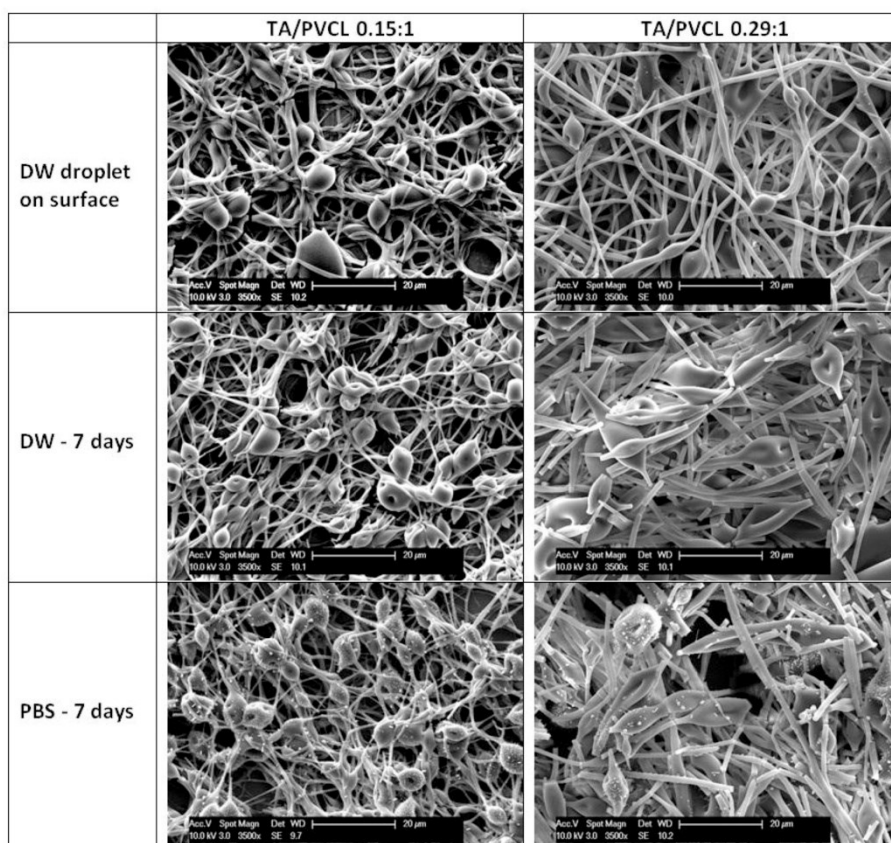 TA/PVCL 0.15:1 TA/PVCL 0.29:1
DW droplet
on surface
Acc.V Spot Magn Det WD 20 µm
10.0 kV 3.0 3500x SE 10.2
Acc.V Spot Magn Det WD 20 µm
10.0 kV 3.0 3500x SE 10.0
DW - 7 days
Acc.V Spot Magn Det WD 20 µm
10.0 kV 3.0 3500x SE 10.1
Acc.V Spot Magn Det WD 20 µm
10.0 kV 3.0 3500x SE 10.1
PBS - 7 days
Acc.V Spot Magn Det WD 20 µm
10.0 kV 3.0 3500x SE 9.7
Acc.V Spot Magn Det WD 20 µm
10.0 kV 3.0 3500x SE 10.2